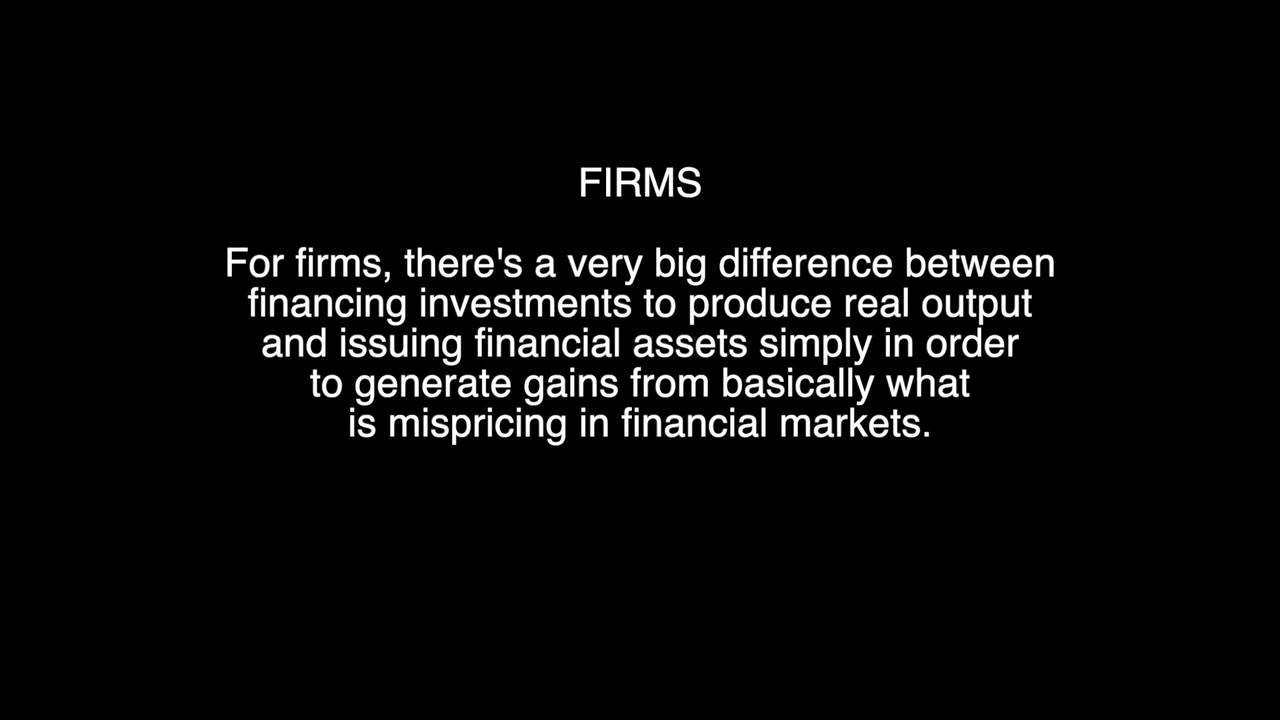 FIRMS
For firms, there's a very big difference between
financing investments to produce real output
and issuing financial assets simply in order
to generate gains from basically what
is mispricing in financial markets.